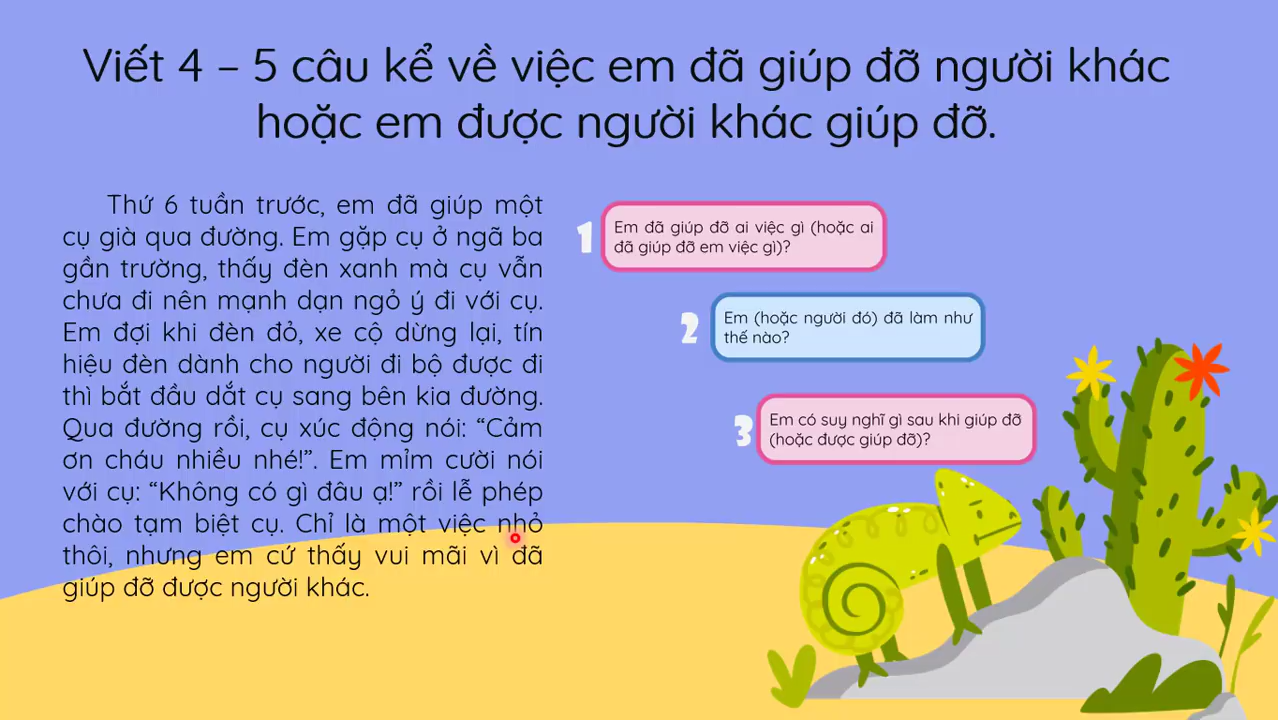 Viết 4 – 5 câu kể về việc em đã giúp đỡ người khác
hoặc em được người khác giúp đỡ.
Thứ 6 tuần trước, em đã giúp một
cụ già qua đường. Em gặp cụ ở ngã ba
gần trường, thấy đèn xanh mà cụ vẫn
chưa đi nên mạnh dạn ngỏ ý đi với cụ.
Em đợi khi đèn đỏ, xe cộ dừng lại, tín
hiệu đèn dành cho người đi bộ được đi
thì bắt đầu dắt cụ sang bên kia đường.
Qua đường rồi, cụ xúc động nói: “Cảm
ơn cháu nhiều nhé!”. Em mỉm cười nói
với cụ: “Không có gì đâu ạ!” rồi lễ phép
chào tạm biệt cụ. Chỉ là một việc nhỏ
thôi, nhưng em cứ thấy vui mãi vì đã
giúp đỡ được người khác.
1
Em đã giúp đỡ ai việc gì (hoặc ai
đã giúp đỡ em việc gì)?
2
Em (hoặc người đó) đã làm như
thế nào?
3
Em có suy nghĩ gì sau khi giúp đỡ
(hoặc được giúp đỡ)?